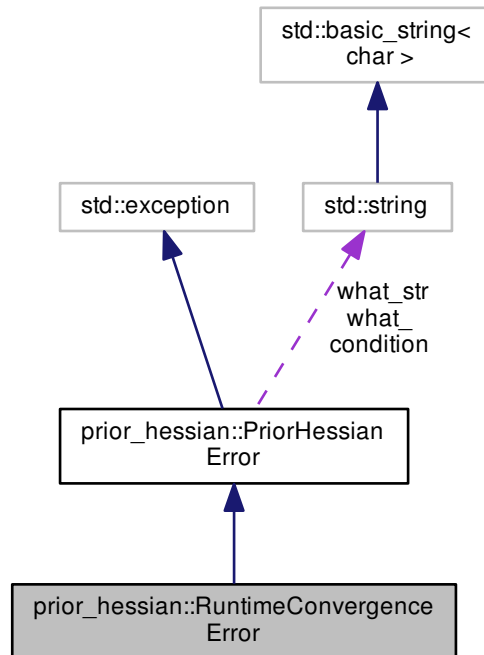 std::basic_string<
char >
std::exception
std::string
what_str
what_
condition
prior_hessian::PriorHessian
Error
prior_hessian::RuntimeConvergence
Error